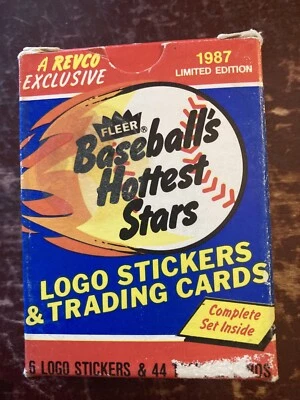 A REVCO
EXCLUSIVE
1987
LIMITED EDITION
FLEER®
Baseball's
Hottest
Stars
LOGO STICKERS
& TRADING CARDS
Complete
Set Inside
6 LOGO STICKERS & 44